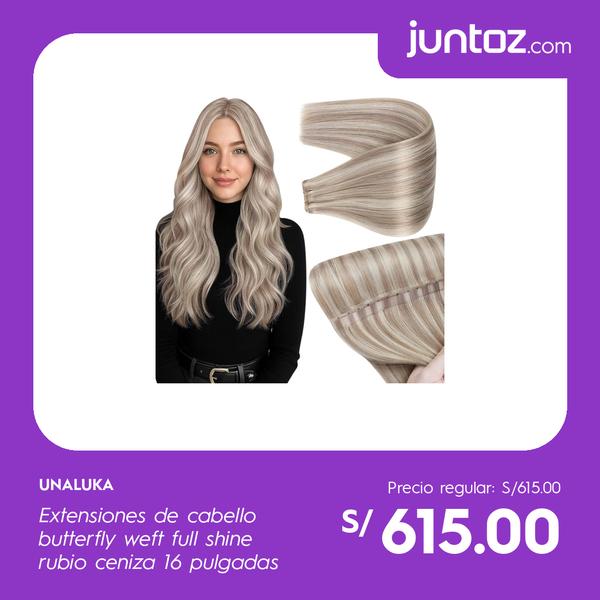 juntoz.com
UNALUKA
Extensiones de cabello
butterfly weft full shine
rubio ceniza 16 pulgadas
Precio regular: S/615.00
S/ 615.00